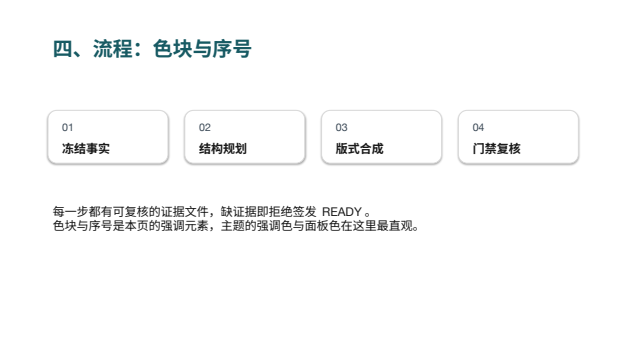 四、流程：色块与序号
01
冻结事实
02
结构规划
03
版式合成
04
门禁复核
每一步都有可复核的证据文件，缺证据即拒绝签发 READY 。
色块与序号是本页的强调元素，主题的强调色与面板色在这里最直观。